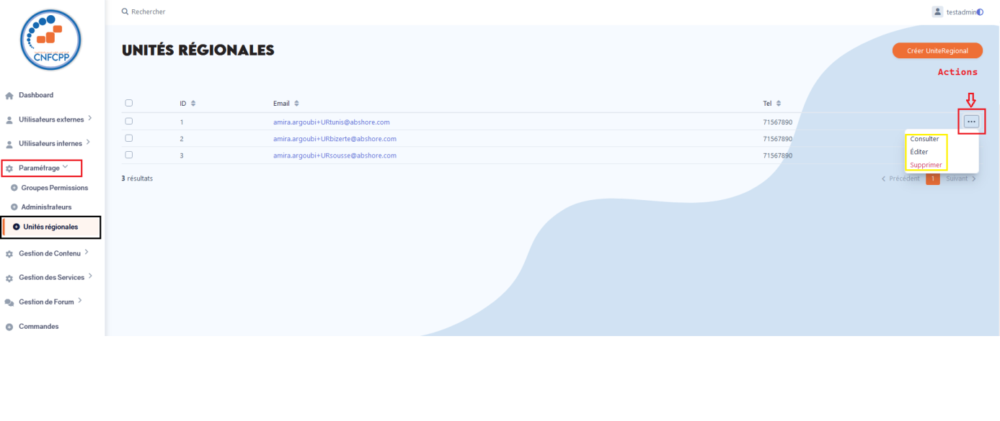 Rechercher
testadmin
CNFCPP
UNITÉS RÉGIONALES
Créer UniteRegional
Actions
Dashboard
Utilisateurs externes
Utilisateurs internes
Paramétrage
Groupes Permissions
Administrateurs
Unités régionales
Gestion de Contenu
Gestion des Services
Gestion de Forum
Commandes
ID Email Tel
1 amira.argoubi+URtunis@abshore.com 71567890 ...
2 amira.argoubi+URbizerte@abshore.com 71567890
3 amira.argoubi+URsousse@abshore.com 71567890
Consulter
Éditer
Supprimer
3 résultats
Précédent 1 Suivant